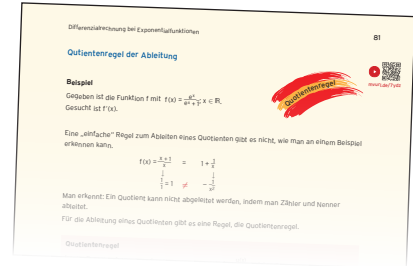 Differenzialrechnung bei Exponentialfunktionen
81
Qutientenregel der Ableitung
Beispiel
Gegeben ist die Funktion f mit f(x) = eˣ/(eˣ + 1); x ∈ ℝ.
Gesucht ist f'(x).
Quotientenregel
Eine „einfache" Regel zum Ableiten eines Quotienten gibt es nicht, wie man an einem Beispiel
erkennen kann.
f(x) = (x + 1)/x = 1 + 1/x
↓ ↓
1/1 = 1 ≠ − 1/x²
Man erkennt: Ein Quotient kann nicht abgeleitet werden, indem man Zähler und Nenner
ableitet.
Für die Ableitung eines Quotienten gibt es eine Regel, die Quotientenregel.
Quotientenregel